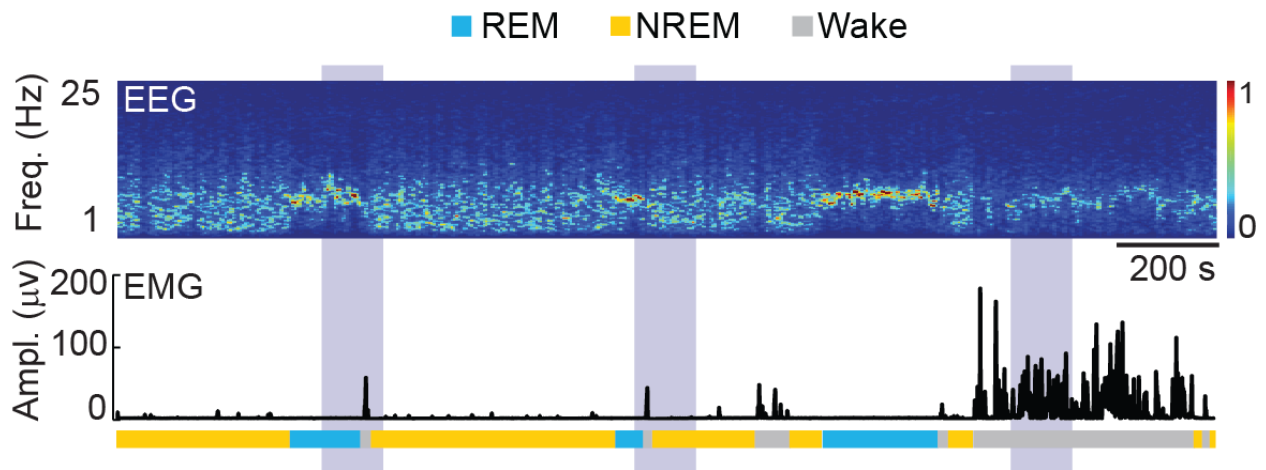 REM NREM Wake
EEG
Freq. (Hz)
25
1
1
0
200 s
EMG
Ampl. (μv)
200
100
0